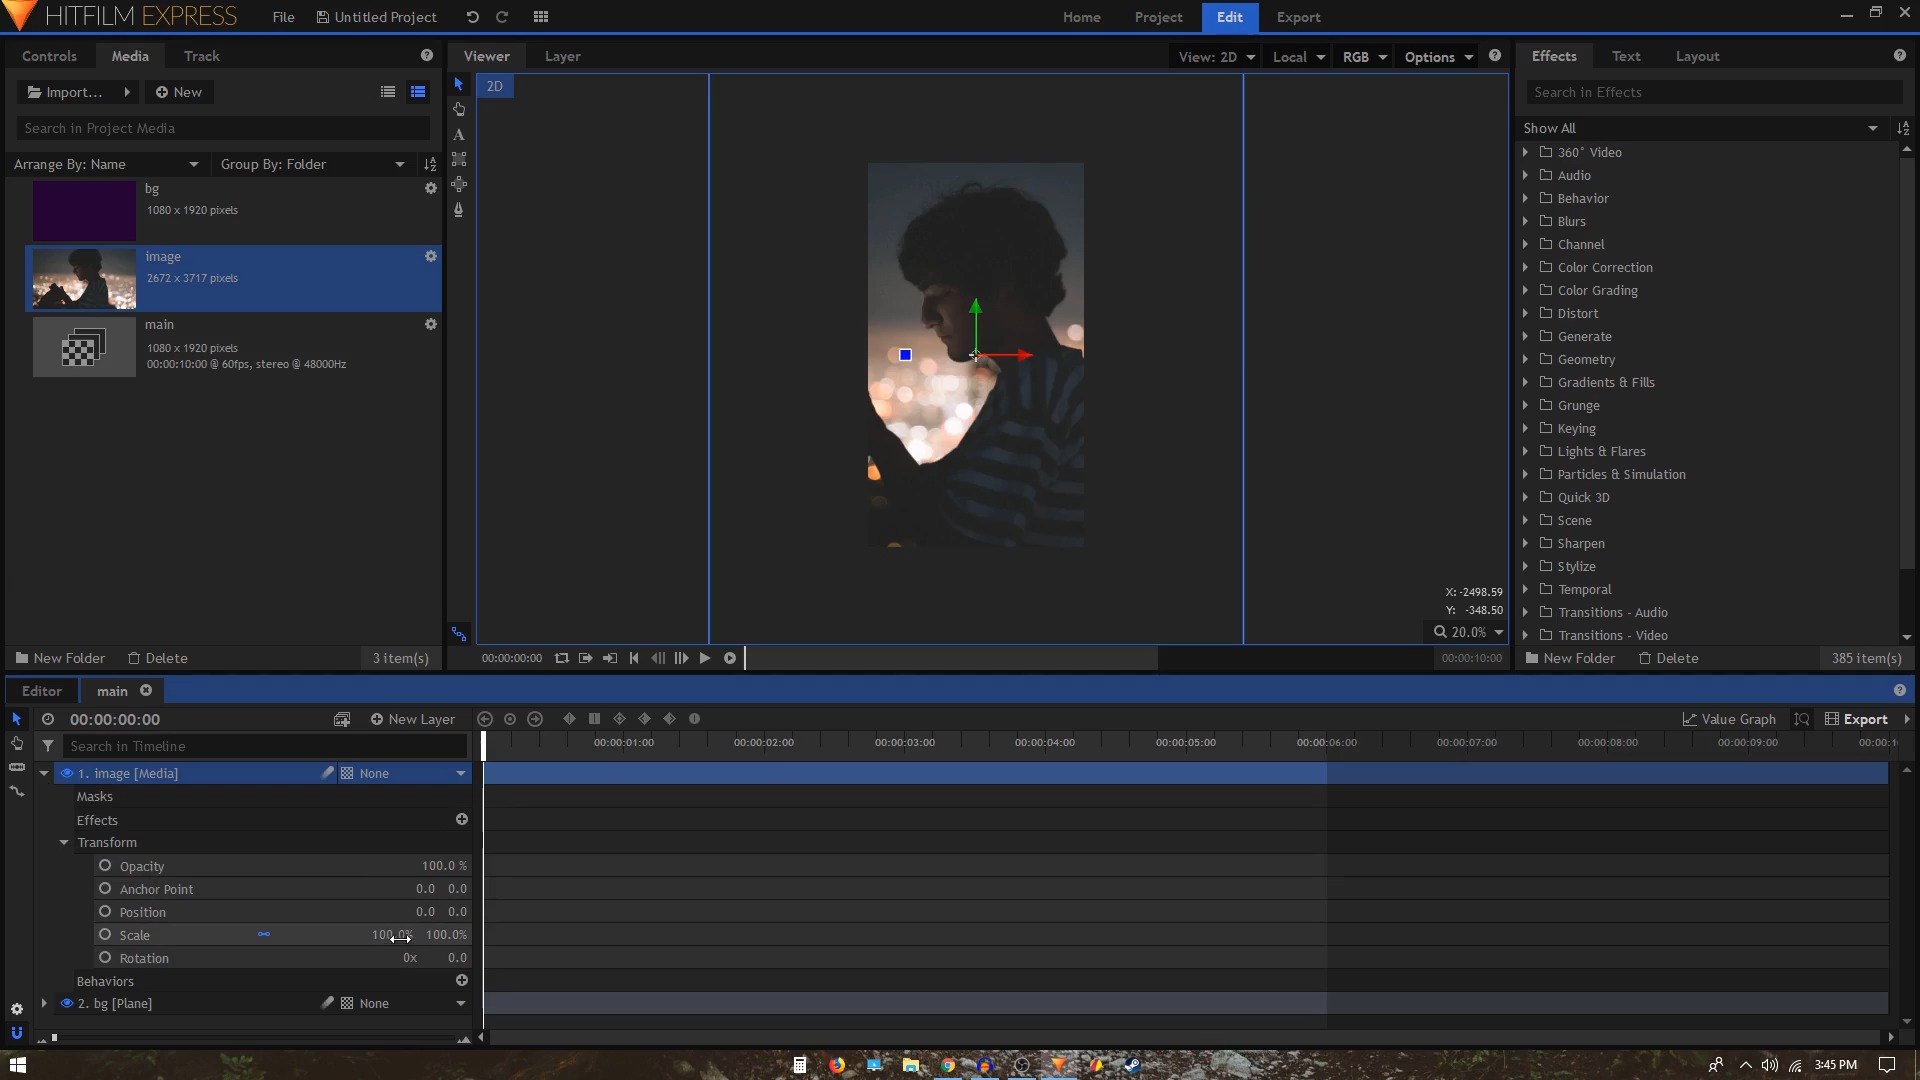 HITFILM EXPRESS
File
Untitled Project
Home
Project
Edit
Export
Controls
Media
Track
Viewer
Layer
View: 2D
Local
RGB
Options
Effects
Text
Layout
Import...
New
Search in Project Media
Arrange By: Name
Group By: Folder
bg
1080 x 1920 pixels
image
2672 x 3717 pixels
main
1080 x 1920 pixels
00:00:10:00 @ 60fps, stereo @ 48000Hz
New Folder
Delete
3 item(s)
2D
X: -2498.59
Y: -348.50
20.0%
00:00:00:00
00:00:10:00
Search in Effects
Show All
360° Video
Audio
Behavior
Blurs
Channel
Color Correction
Color Grading
Distort
Generate
Geometry
Gradients & Fills
Grunge
Keying
Lights & Flares
Particles & Simulation
Quick 3D
Scene
Sharpen
Stylize
Temporal
Transitions - Audio
Transitions - Video
New Folder
Delete
385 item(s)
Editor
main
00:00:00:00
New Layer
Value Graph
Export
Search in Timeline
00:00:01:00
00:00:02:00
00:00:03:00
00:00:04:00
00:00:05:00
00:00:06:00
00:00:07:00
00:00:08:00
00:00:09:00
00:00:1
1. image [Media]
None
Masks
Effects
Transform
Opacity
100.0 %
Anchor Point
0.0 0.0
Position
0.0 0.0
Scale
100.0% 100.0%
Rotation
0x 0.0
Behaviors
2. bg [Plane]
None
3:45 PM